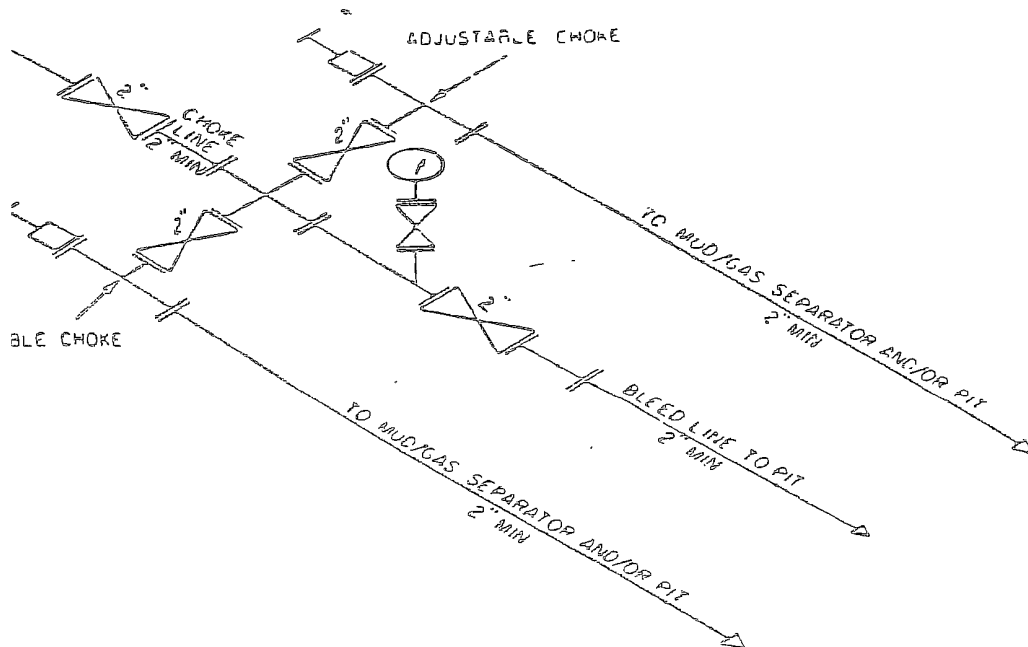 ADJUSTABLE CHOKE
2"
CHOKE
LINE
2" MIN
2"
P
2"
BLE CHOKE
2"
TO MUD/GAS SEPARATOR AND/OR PIT
2" MIN
BLEED LINE TO PIT
2" MIN
TO MUD/GAS SEPARATOR AND/OR PIT
2" MIN